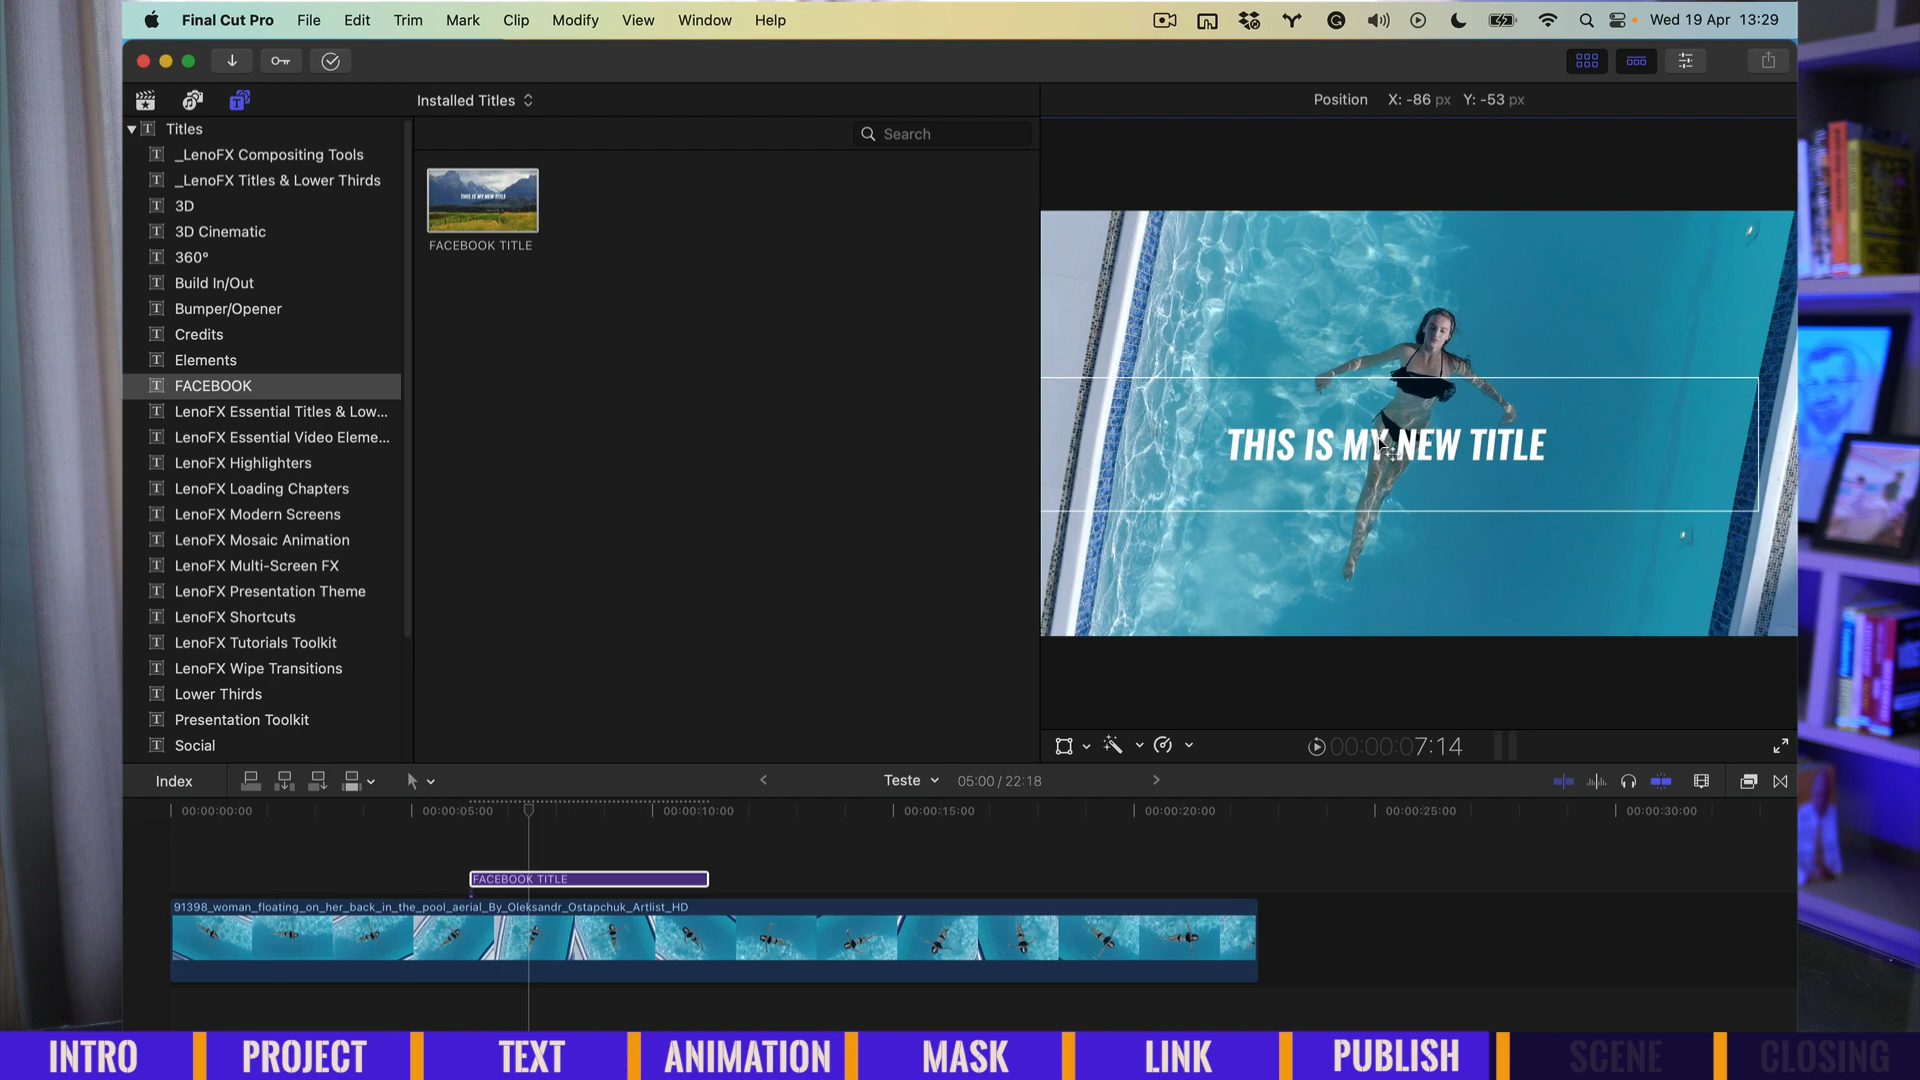 Final Cut Pro File Edit Trim Mark Clip Modify View Window Help Wed 19 Apr 13:29
Installed Titles
Position X: -86 px Y: -53 px
Search
Titles
_LenoFX Compositing Tools
_LenoFX Titles & Lower Thirds
3D
3D Cinematic
360°
Build In/Out
Bumper/Opener
Credits
Elements
FACEBOOK
LenoFX Essential Titles & Low...
LenoFX Essential Video Eleme...
LenoFX Highlighters
LenoFX Loading Chapters
LenoFX Modern Screens
LenoFX Mosaic Animation
LenoFX Multi-Screen FX
LenoFX Presentation Theme
LenoFX Shortcuts
LenoFX Tutorials Toolkit
LenoFX Wipe Transitions
Lower Thirds
Presentation Toolkit
Social
THIS IS MY NEW TITLE
FACEBOOK TITLE
THIS IS MY NEW TITLE
00:00:07:14
Index
Teste 05:00 / 22:18
00:00:00:00 00:00:05:00 00:00:10:00 00:00:15:00 00:00:20:00 00:00:25:00 00:00:30:00
FACEBOOK TITLE
91398_woman_floating_on_her_back_in_the_pool_aerial_By_Oleksandr_Ostapchuk_Artlist_HD
INTRO PROJECT TEXT ANIMATION MASK LINK PUBLISH SCENE CLOSING